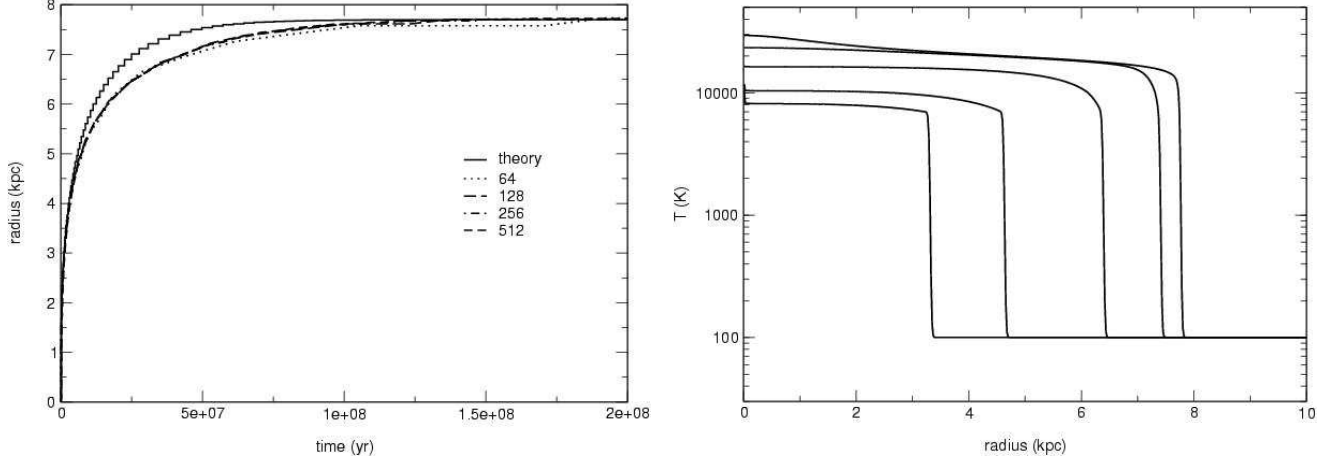 8
7
6
5
4
3
2
1
0
radius (kpc)
theory
64
128
256
512
0
5e+07
1e+08
1.5e+08
2e+08
time (yr)
10000
1000
100
T (K)
0
2
4
6
8
10
radius (kpc)